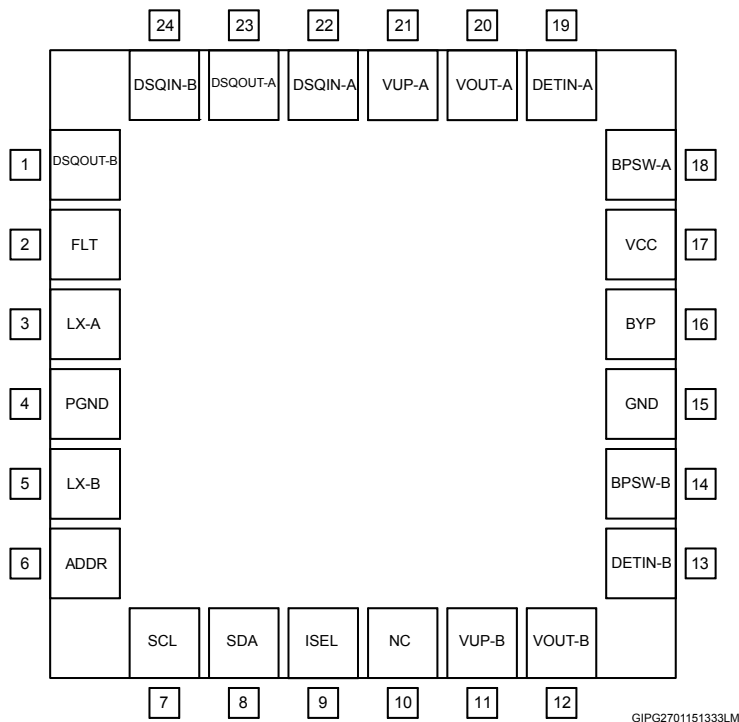 24 23 22 21 20 19
DSQIN-B DSQOUT-A DSQIN-A VUP-A VOUT-A DETIN-A
1 DSQOUT-B BPSW-A 18
2 FLT VCC 17
3 LX-A BYP 16
4 PGND GND 15
5 LX-B BPSW-B 14
6 ADDR DETIN-B 13
SCL SDA ISEL NC VUP-B VOUT-B
7 8 9 10 11 12
GIPG2701151333LM